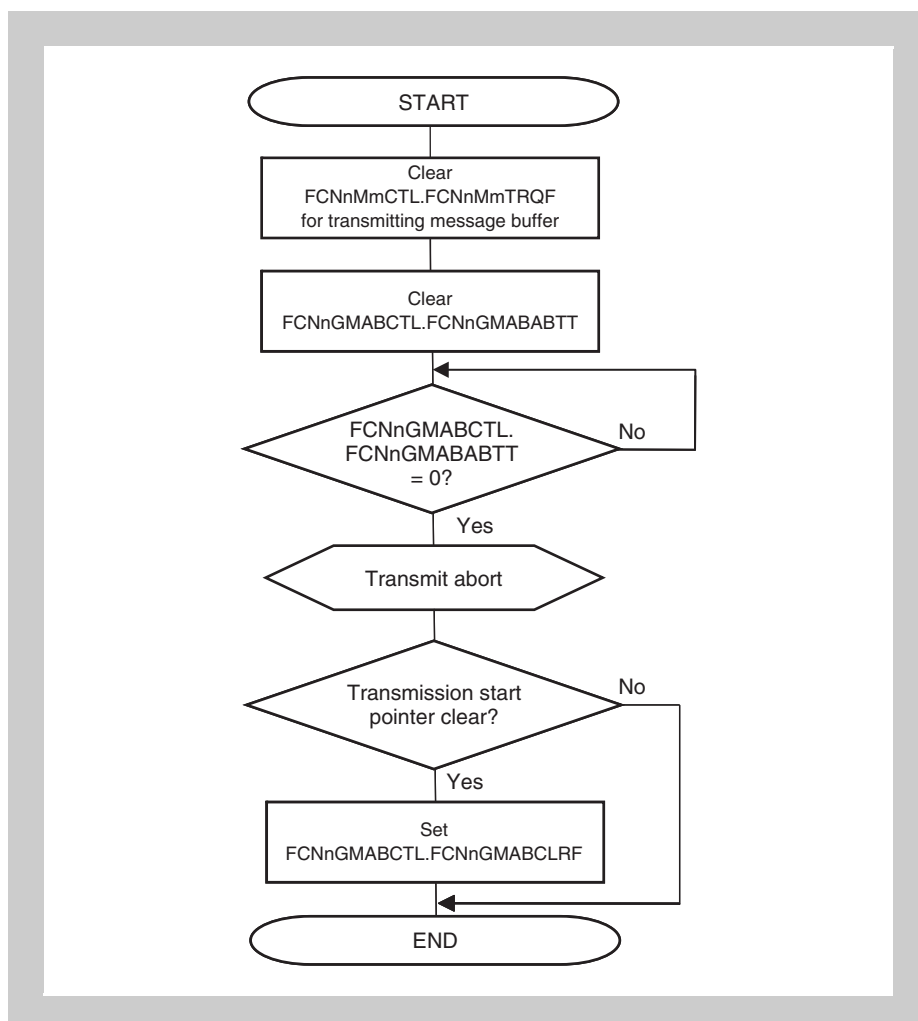 START
Clear
FCNnMmCTL.FCNnMmTRQF
for transmitting message buffer
Clear
FCNnGMABCTL.FCNnGMABABTT
FCNnGMABCTL.
FCNnGMABABTT
= 0?
No
Yes
Transmit abort
Transmission start
pointer clear?
No
Yes
Set
FCNnGMABCTL.FCNnGMABCLRF
END